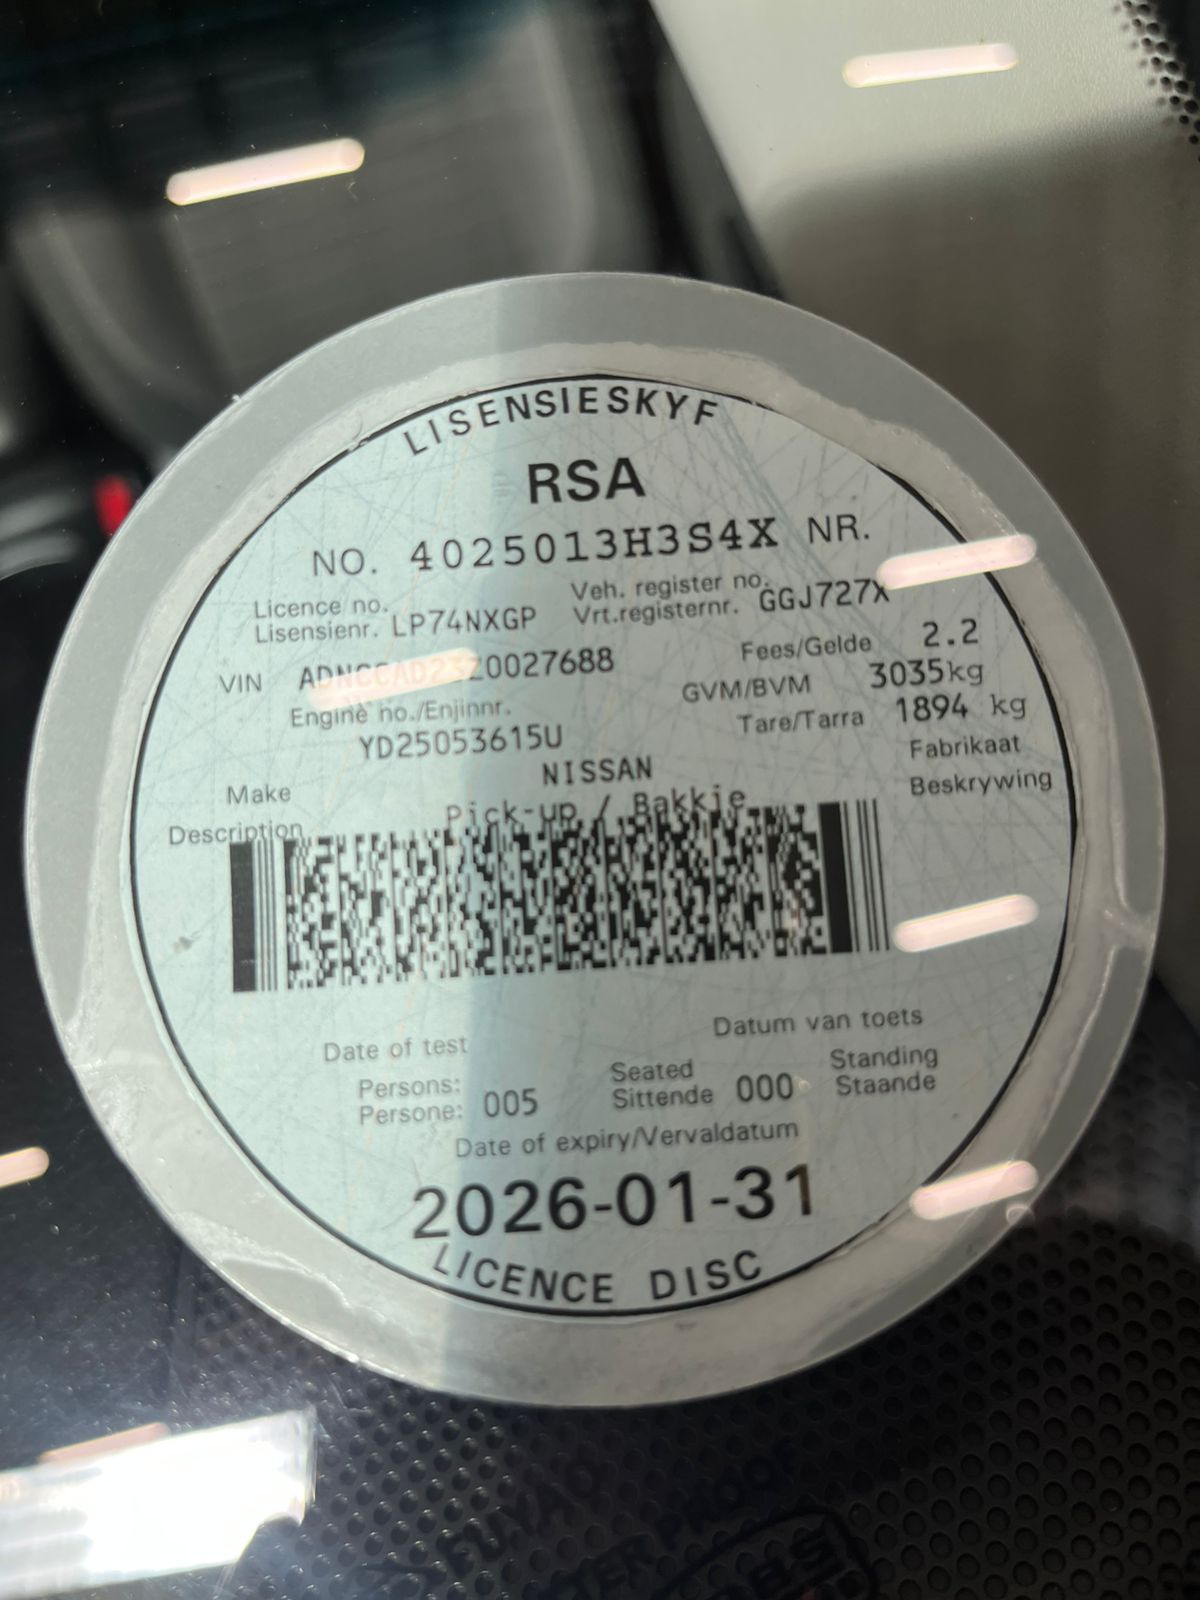 LISENSIESKYF
RSA
NO. 4025013H3S4X NR.
Licence no. Veh. register no.
Lisensienr. LP74NXGP Vrt.registernr. GGJ727X
Fees/Gelde 2.2
VIN ADNCCAD23Z0027688 GVM/BVM 3035kg
Engine no./Enjinnr. Tare/Tarra 1894 kg
YD25053615U
Make NISSAN Fabrikaat
Description Pick-up / Bakkie Beskrywing
Date of test Datum van toets
Persons: Seated Standing
Persone: 005 Sittende 000 Staande
Date of expiry/Vervaldatum
2026-01-31
LICENCE DISC
FUYAO